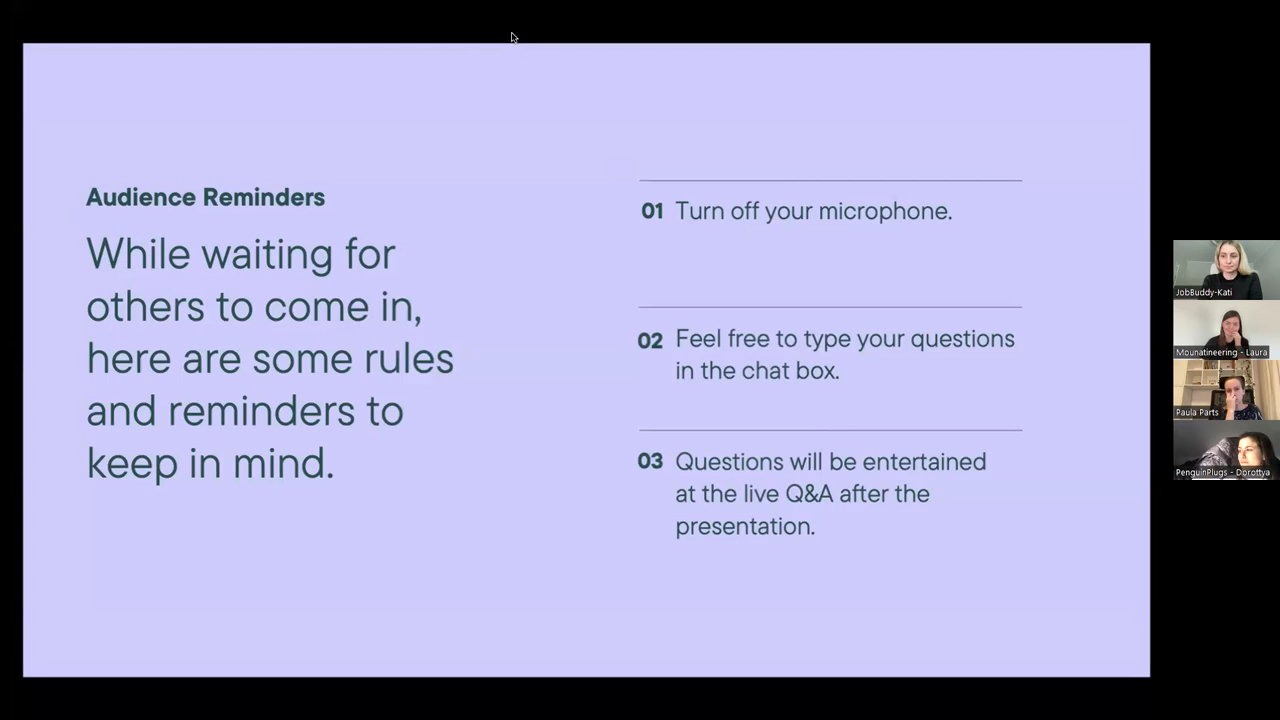 Audience Reminders
While waiting for
others to come in,
here are some rules
and reminders to
keep in mind.
01 Turn off your microphone.
02 Feel free to type your questions
in the chat box.
03 Questions will be entertained
at the live Q&A after the
presentation.
JobBuddy-Kati
Mounatineering - Laura
Paula Parts
PenguinPlugs - Dorottya